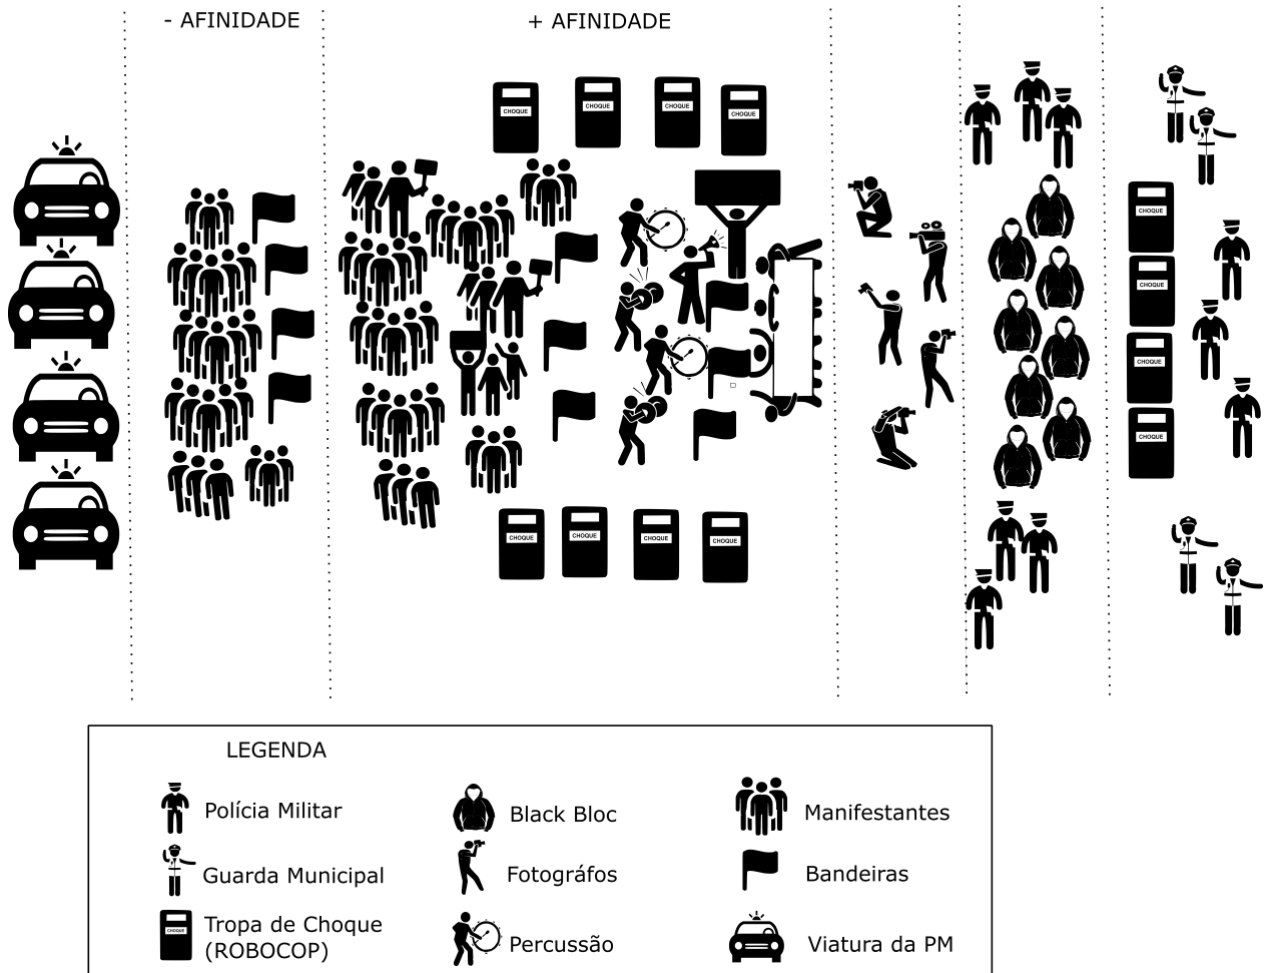 - AFINIDADE
+ AFINIDADE
CHOQUE
CHOQUE
CHOQUE
CHOQUE
CHOQUE
CHOQUE
CHOQUE
CHOQUE
CHOQUE
CHOQUE
CHOQUE
CHOQUE
LEGENDA
Polícia Militar
Black Bloc
Manifestantes
Guarda Municipal
Fotográfos
Bandeiras
CHOQUE
Tropa de Choque
(ROBOCOP)
Percussão
Viatura da PM